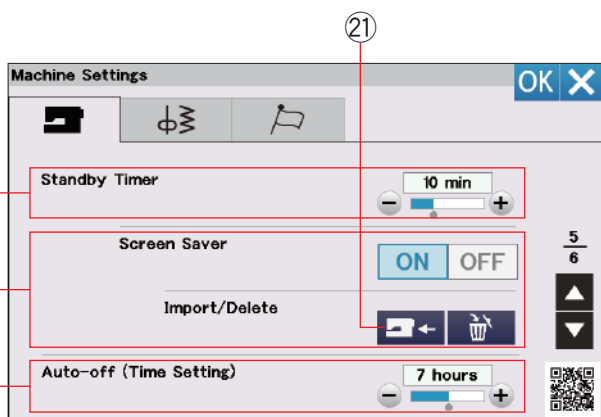 21
Machine Settings
OK
Standby Timer
10 min
Screen Saver
ON OFF
5
6
Import/Delete
Auto-off (Time Setting)
7 hours